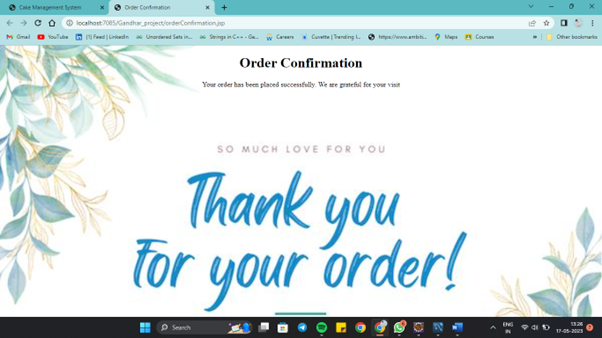 Cake Management System
Order Confirmation
localhost:7085/Gandhar_project/orderConfirmation.jsp
Gmail
YouTube
(1) Feed | LinkedIn
Unordered Sets in...
Strings in C++ - Ga...
Careers
Cuvette | Trending I...
https://www.ambiti...
Maps
Courses
»
Other bookmarks
Order Confirmation
Your order has been placed successfully. We are grateful for your visit
SO MUCH LOVE FOR YOU
Thank you
for your order!
Search
ENG
IN
13:26
17-05-2023